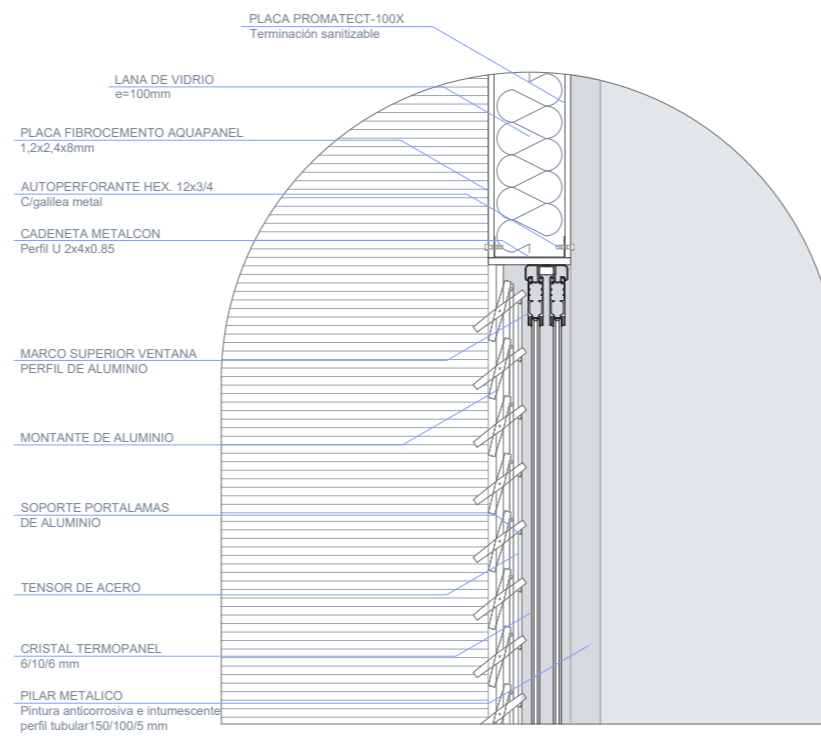 PLACA PROMATECT-100X
Terminación sanitizable
LANA DE VIDRIO
e=100mm
PLACA FIBROCEMENTO AQUAPANEL
1,2x2,4x8mm
AUTOPERFORANTE HEX. 12x3/4
C/galilea metal
CADENETA METALCON
Perfil U 2x4x0.85
MARCO SUPERIOR VENTANA
PERFIL DE ALUMINIO
MONTANTE DE ALUMINIO
SOPORTE PORTALAMAS
DE ALUMINIO
TENSOR DE ACERO
CRISTAL TERMOPANEL
6/10/6 mm
PILAR METALICO
Pintura anticorrosiva e intumescente
perfil tubular150/100/5 mm